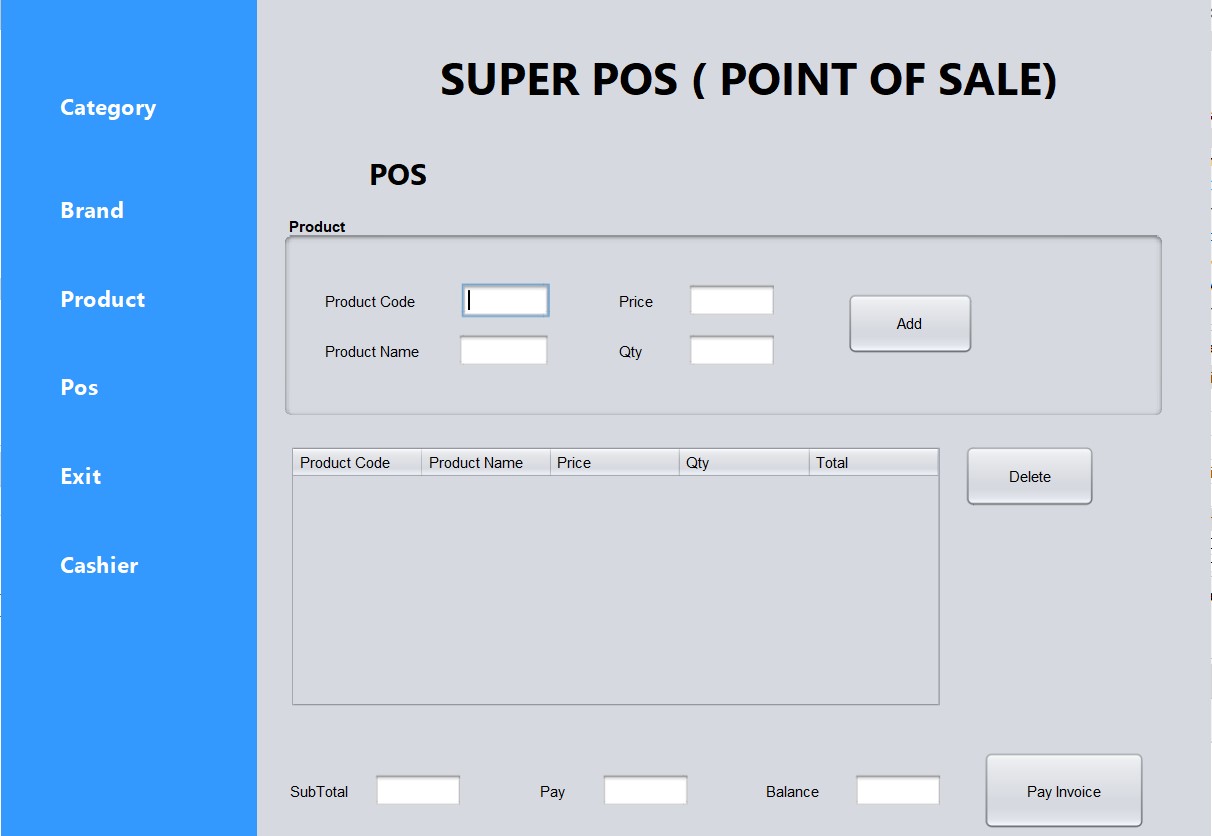 SUPER POS ( POINT OF SALE)
Category
POS
Brand
Product
Product
Product Code
Price
Add
Product Name
Qty
Pos
Product Code Product Name Price Qty Total
Delete
Exit
Cashier
SubTotal
Pay
Balance
Pay Invoice